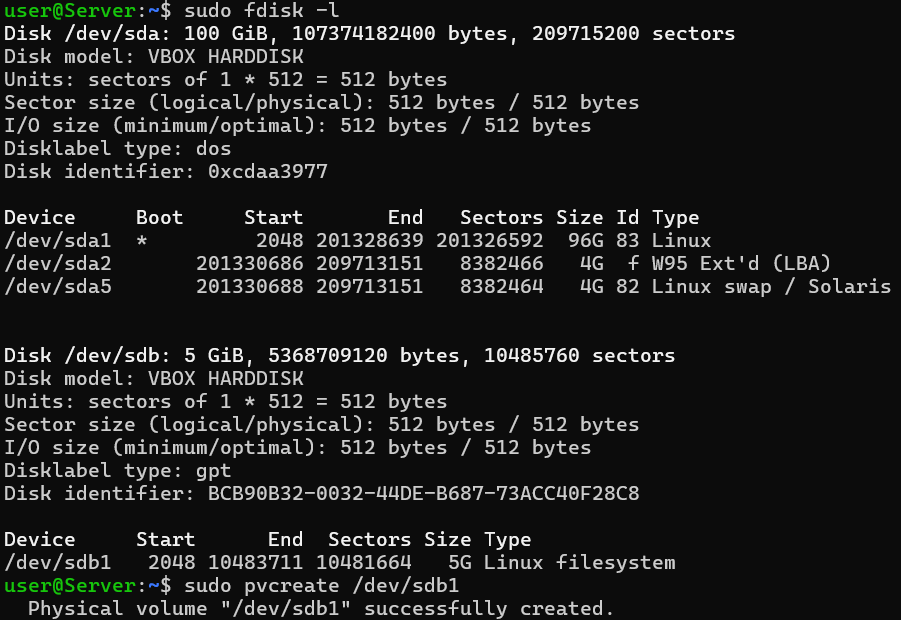 user@Server:~$ sudo fdisk -l
Disk /dev/sda: 100 GiB, 107374182400 bytes, 209715200 sectors
Disk model: VBOX HARDDISK
Units: sectors of 1 * 512 = 512 bytes
Sector size (logical/physical): 512 bytes / 512 bytes
I/O size (minimum/optimal): 512 bytes / 512 bytes
Disklabel type: dos
Disk identifier: 0xcdaa3977

Device     Boot     Start       End   Sectors Size Id Type
/dev/sda1  *         2048 201328639 201326592  96G 83 Linux
/dev/sda2       201330686 209713151   8382466   4G  f W95 Ext'd (LBA)
/dev/sda5       201330688 209713151   8382464   4G 82 Linux swap / Solaris


Disk /dev/sdb: 5 GiB, 5368709120 bytes, 10485760 sectors
Disk model: VBOX HARDDISK
Units: sectors of 1 * 512 = 512 bytes
Sector size (logical/physical): 512 bytes / 512 bytes
I/O size (minimum/optimal): 512 bytes / 512 bytes
Disklabel type: gpt
Disk identifier: BCB90B32-0032-44DE-B687-73ACC40F28C8

Device     Start      End  Sectors Size Type
/dev/sdb1   2048 10483711 10481664   5G Linux filesystem
user@Server:~$ sudo pvcreate /dev/sdb1
  Physical volume "/dev/sdb1" successfully created.